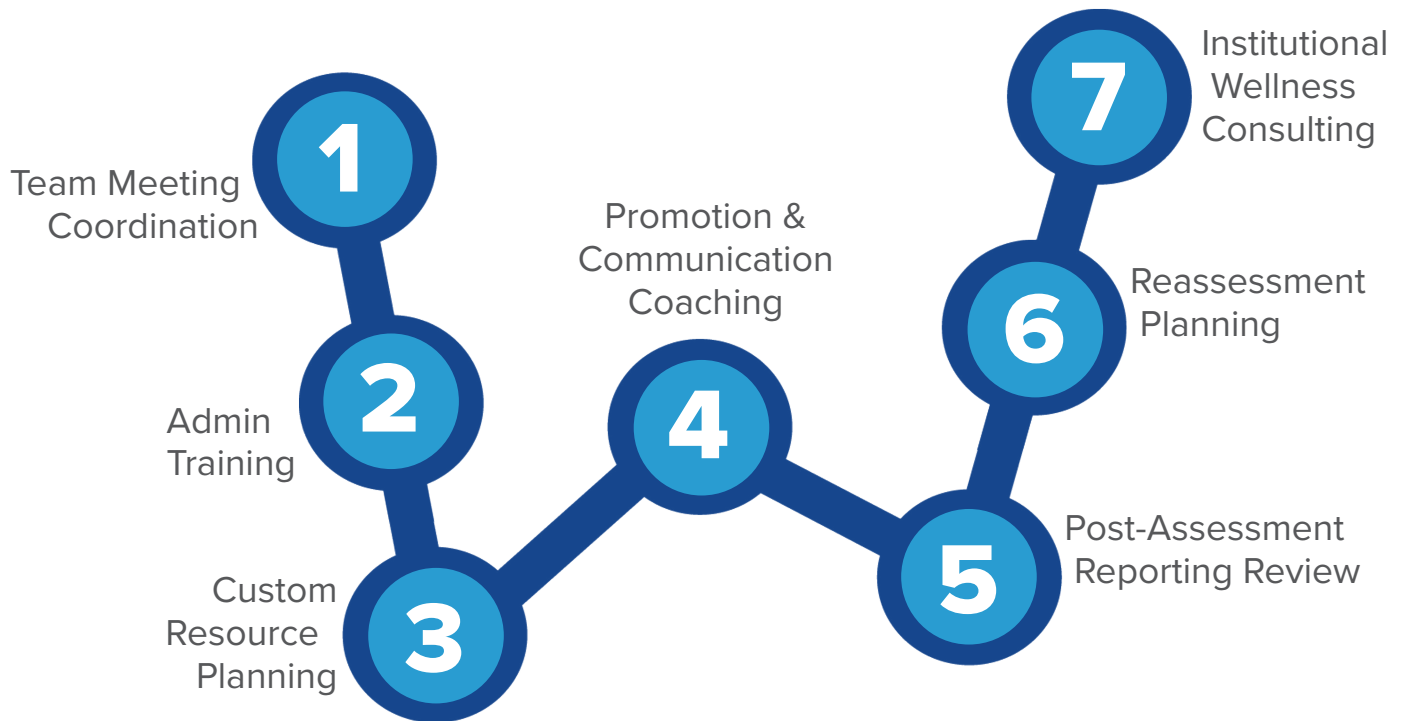 1
Team Meeting
Coordination
2
Admin
Training
3
Custom
Resource
Planning
4
Promotion &
Communication
Coaching
5
Post-Assessment
Reporting Review
6
Reassessment
Planning
7
Institutional
Wellness
Consulting